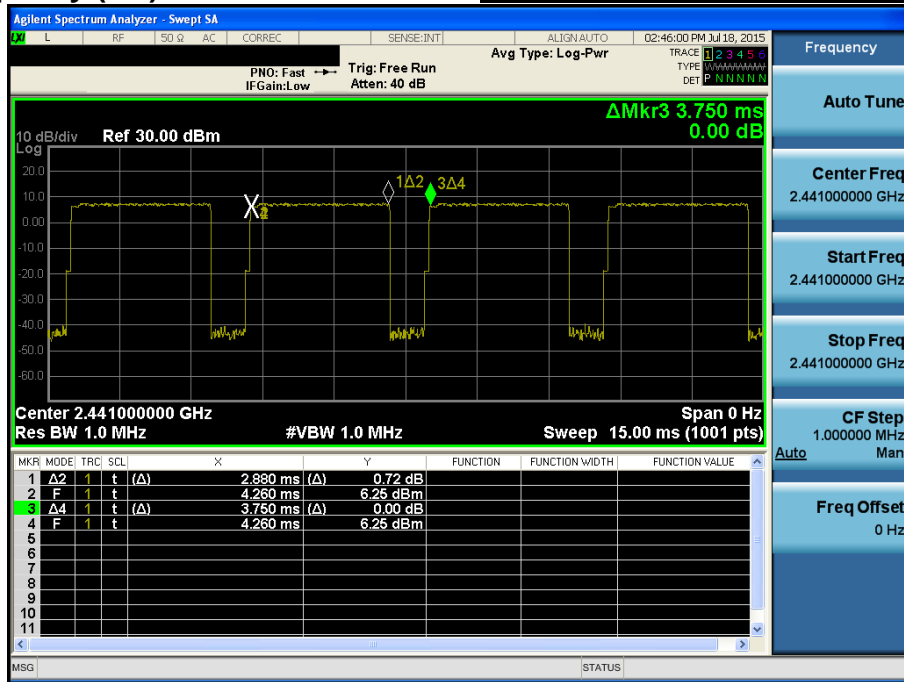 Agilent Spectrum Analyzer - Swept SA
LXI L RF 50 Ω AC CORREC SENSE:INT ALIGN AUTO 02:46:00 PM Jul 18, 2015
Frequency
Avg Type: Log-Pwr
TRACE 1 2 3 4 5 6
PNO: Fast Trig: Free Run
TYPE
IFGain:Low Atten: 40 dB
DET P N N N N N
Auto Tune
ΔMkr3 3.750 ms
0.00 dB
10 dB/div Ref 30.00 dBm
Log
20.0
10.0
0.00
-10.0
-20.0
-30.0
-40.0
-50.0
-60.0
1Δ2
3Δ4
Center Freq
2.441000000 GHz
Start Freq
2.441000000 GHz
Stop Freq
2.441000000 GHz
Center 2.441000000 GHz Span 0 Hz
Res BW 1.0 MHz #VBW 1.0 MHz Sweep 15.00 ms (1001 pts)
CF Step
1.000000 MHz
Auto Man
MKR MODE TRC SCL X Y FUNCTION FUNCTION WIDTH FUNCTION VALUE
1 Δ2 1 t (Δ) 2.880 ms (Δ) 0.72 dB
2 F 1 t 4.260 ms 6.25 dBm
3 Δ4 1 t (Δ) 3.750 ms (Δ) 0.00 dB
4 F 1 t 4.260 ms 6.25 dBm
5
6
7
8
9
10
11
Freq Offset
0 Hz
MSG STATUS